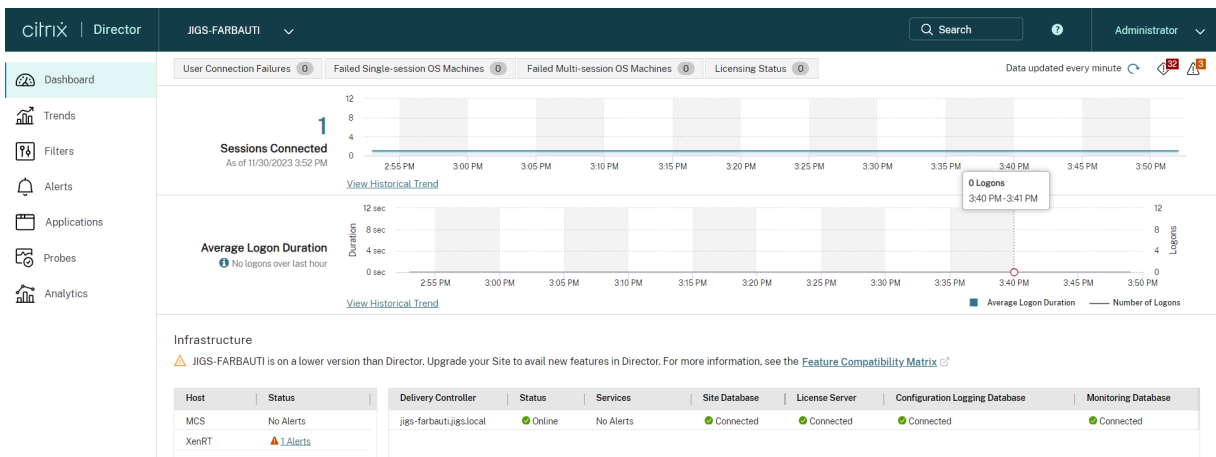 citrix | Director
JIGS-FARBAUTI
Search
?
Administrator
Dashboard
Trends
Filters
Alerts
Applications
Probes
Analytics
User Connection Failures 0
Failed Single-session OS Machines 0
Failed Multi-session OS Machines 0
Licensing Status 0
Data updated every minute
32
3
1
Sessions Connected
As of 11/30/2023 3:52 PM
12
8
4
0
2:55 PM 3:00 PM 3:05 PM 3:10 PM 3:15 PM 3:20 PM 3:25 PM 3:30 PM 3:35 PM 3:40 PM 3:45 PM 3:50 PM
View Historical Trend
0 Logons
3:40 PM-3:41 PM
Average Logon Duration
No logons over last hour
Duration
12 sec
8 sec
4 sec
0 sec
12
8
4
0
Logons
2:55 PM 3:00 PM 3:05 PM 3:10 PM 3:15 PM 3:20 PM 3:25 PM 3:30 PM 3:35 PM 3:40 PM 3:45 PM 3:50 PM
View Historical Trend
Average Logon Duration Number of Logons
Infrastructure
JIGS-FARBAUTI is on a lower version than Director. Upgrade your Site to avail new features in Director. For more information, see the Feature Compatibility Matrix
Host Status
MCS No Alerts
XenRT 1 Alerts
Delivery Controller Status Services Site Database License Server Configuration Logging Database Monitoring Database
jigs-farbauti.jigs.local Online No Alerts Connected Connected Connected Connected